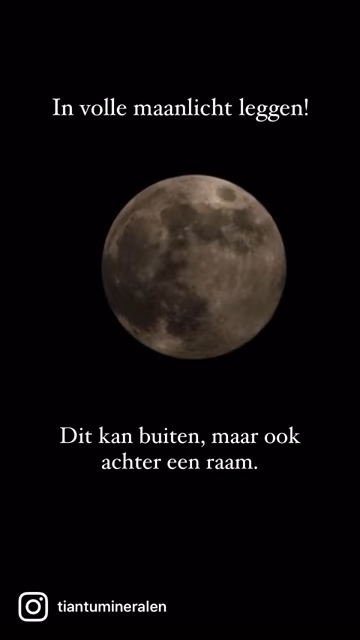 In volle maanlicht leggen!
Dit kan buiten, maar ook
achter een raam.
tiantumineralen